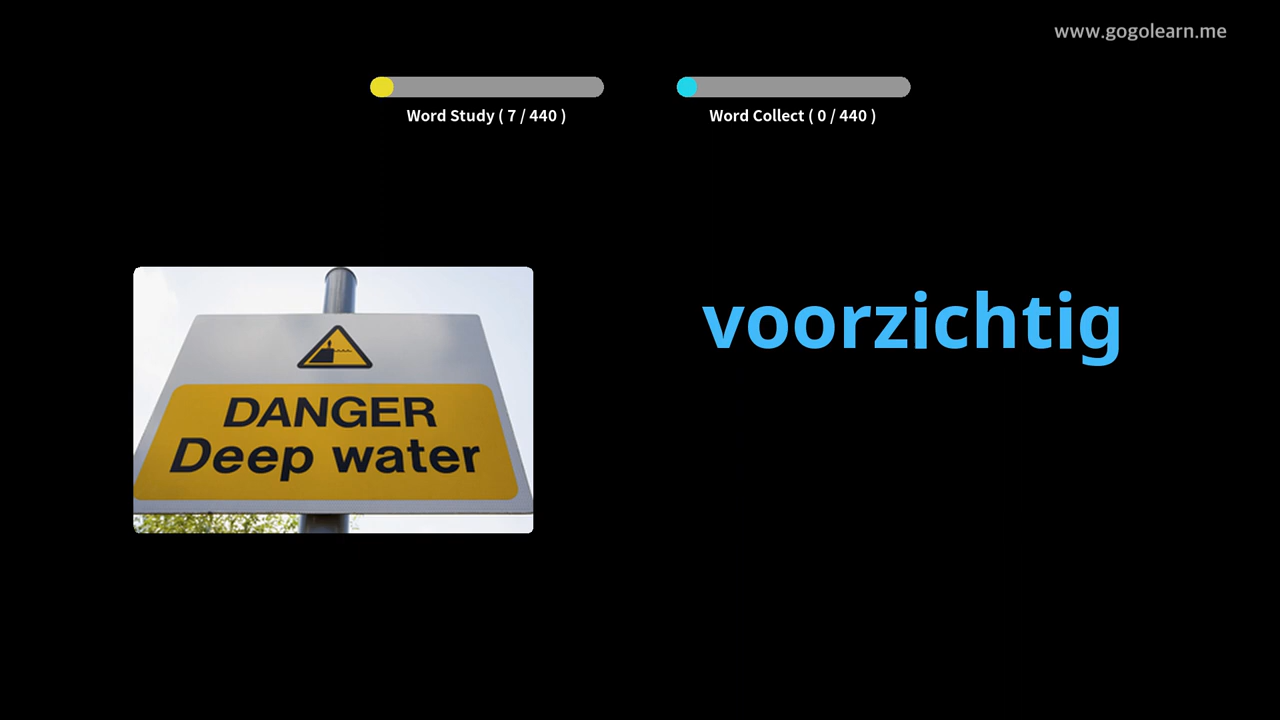 www.gogolearn.me
Word Study ( 7 / 440 )
Word Collect ( 0 / 440 )
voorzichtig
DANGER
Deep water